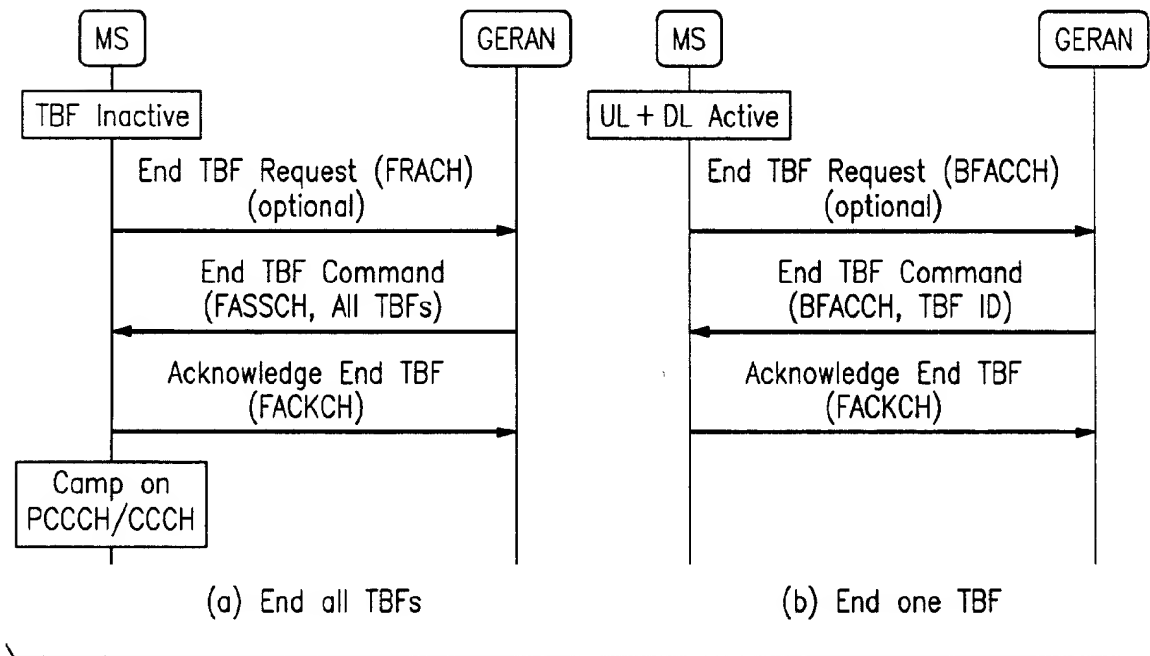 MS
GERAN
TBF Inactive
End TBF Request (FRACH)
(optional)
End TBF Command
(FASSCH, All TBFs)
Acknowledge End TBF
(FACKCH)
Camp on
PCCCH/CCCH
(a) End all TBFs
MS
GERAN
UL + DL Active
End TBF Request (BFACCH)
(optional)
End TBF Command
(BFACCH, TBF ID)
Acknowledge End TBF
(FACKCH)
(b) End one TBF